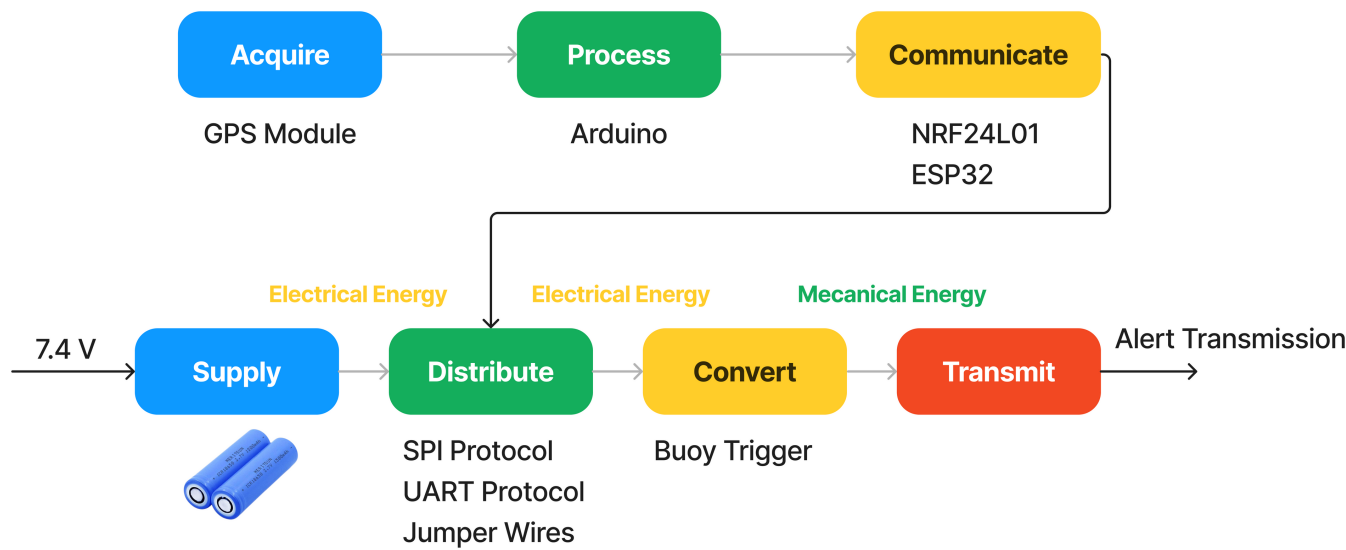 Acquire
Process
Communicate
GPS Module
Arduino
NRF24L01
ESP32
Electrical Energy
Electrical Energy
Mecanical Energy
7.4 V
Supply
Distribute
Convert
Transmit
Alert Transmission
SPI Protocol
UART Protocol
Jumper Wires
Buoy Trigger